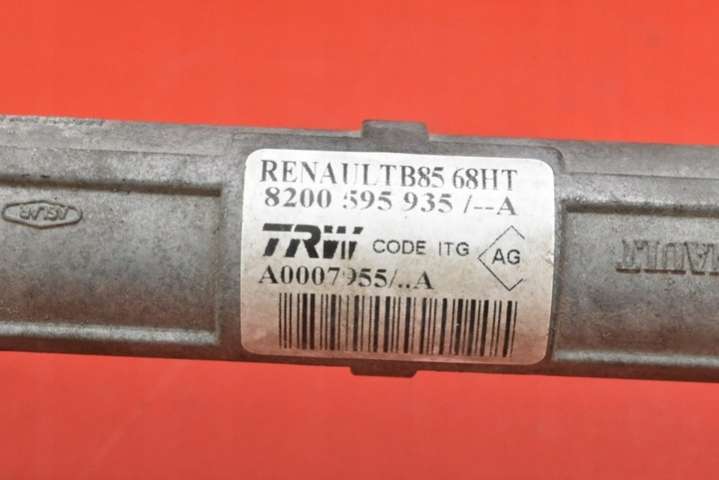 RENAULTB85 68HT
8200 595 935 /--A
TRW CODE ITG AG
A0007955/..A